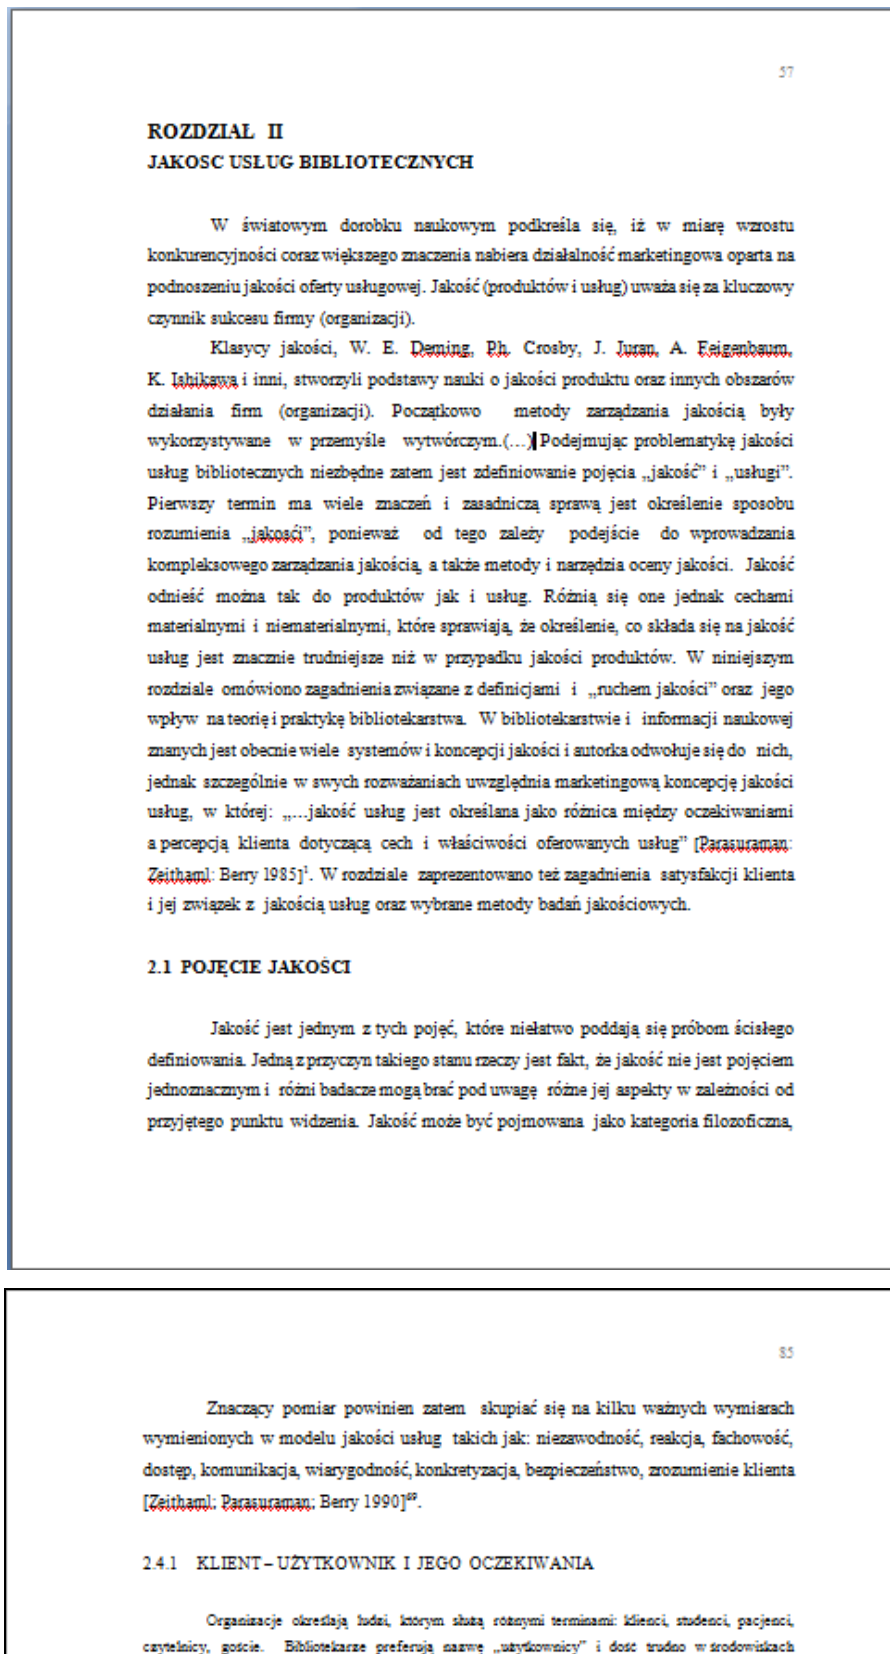 57
ROZDZIAŁ II
JAKOSC USŁUG BIBLIOTECZNYCH
W światowym dorobku naukowym podkreśla się, iż w miarę wzrostu
konkurencyjności coraz większego znaczenia nabiera działalność marketingowa oparta na
podnoszeniu jakości oferty usługowej. Jakość (produktów i usług) uważa się za kluczowy
czynnik sukcesu firmy (organizacji).
Klasycy jakości, W. E. Deming, Ph. Crosby, J. Juran, A. Feigenbaum,
K. Ishikawa i inni, stworzyli podstawy nauki o jakości produktu oraz innych obszarów
działania firm (organizacji). Początkowo metody zarządzania jakością były
wykorzystywane w przemyśle wytwórczym.(…) Podejmując problematykę jakości
usług bibliotecznych niezbędne zatem jest zdefiniowanie pojęcia „jakość” i „usługi”.
Pierwszy termin ma wiele znaczeń i zasadniczą sprawą jest określenie sposobu
rozumienia „jakosći”, ponieważ od tego zależy podejście do wprowadzania
kompleksowego zarządzania jakością, a także metody i narzędzia oceny jakości. Jakość
odnieść można tak do produktów jak i usług. Różnią się one jednak cechami
materialnymi i niematerialnymi, które sprawiają, że określenie, co składa się na jakość
usług jest znacznie trudniejsze niż w przypadku jakości produktów. W niniejszym
rozdziale omówiono zagadnienia związane z definicjami i „ruchem jakości” oraz jego
wpływ na teorię i praktykę bibliotekarstwa. W bibliotekarstwie i informacji naukowej
znanych jest obecnie wiele systemów i koncepcji jakości i autorka odwołuje się do nich,
jednak szczególnie w swych rozważaniach uwzględnia marketingową koncepcję jakości
usług, w której: „…jakość usług jest określana jako różnica między oczekiwaniami
a percepcją klienta dotyczącą cech i właściwości oferowanych usług” [Parasuraman:
Zeithaml: Berry 1985]¹. W rozdziale zaprezentowano też zagadnienia satysfakcji klienta
i jej związek z jakością usług oraz wybrane metody badań jakościowych.
2.1 POJĘCIE JAKOŚCI
Jakość jest jednym z tych pojęć, które niełatwo poddają się próbom ścisłego
definiowania. Jedną z przyczyn takiego stanu rzeczy jest fakt, że jakość nie jest pojęciem
jednoznacznym i różni badacze mogą brać pod uwagę różne jej aspekty w zależności od
przyjętego punktu widzenia. Jakość może być pojmowana jako kategoria filozoficzna,
85
Znaczący pomiar powinien zatem skupiać się na kilku ważnych wymiarach
wymienionych w modelu jakości usług takich jak: niezawodność, reakcja, fachowość,
dostęp, komunikacja, wiarygodność, konkretyzacja, bezpieczeństwo, zrozumienie klienta
[Zeithaml; Parasuraman; Berry 1990]⁶⁹.
2.4.1 KLIENT – UŻYTKOWNIK I JEGO OCZEKIWANIA
Organizacje określają ludzi, którym służą różnymi terminami: klienci, studenci, pacjenci,
czytelnicy, goście. Bibliotekarze preferują nazwę „użytkownicy” i dość trudno w środowiskach